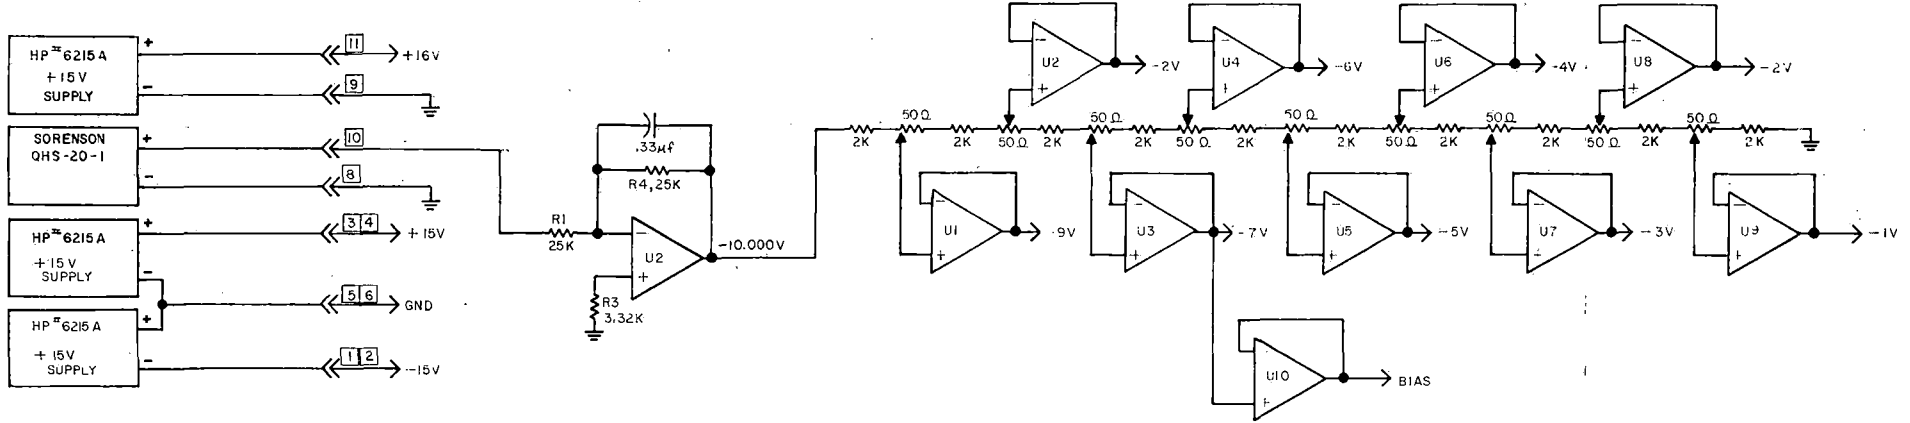 HP # 6215A
+15V
SUPPLY
+
-
11
+16V
9
SORENSON
QHS-20-1
+
-
10
8
HP # 6215A
+15V
SUPPLY
+
-
3 4
+15V
5 6
GND
HP # 6215A
+15V
SUPPLY
+
-
1 2
-15V
.33µf
R4,25K
R1
25K
-
U2
+
R3
3.32K
-10.000V
-
U2
+
-2V
-
U4
+
-6V
-
U6
+
-4V
-
U8
+
-2V
50Ω
50Ω
50Ω
50Ω
50Ω
2K
2K
50Ω
2K
2K
50Ω
2K
2K
50Ω
2K
2K
50Ω
2K
2K
-
U1
+
-9V
-
U3
+
-7V
-
U5
+
-5V
-
U7
+
-3V
-
U9
+
-1V
U10
+
BIAS